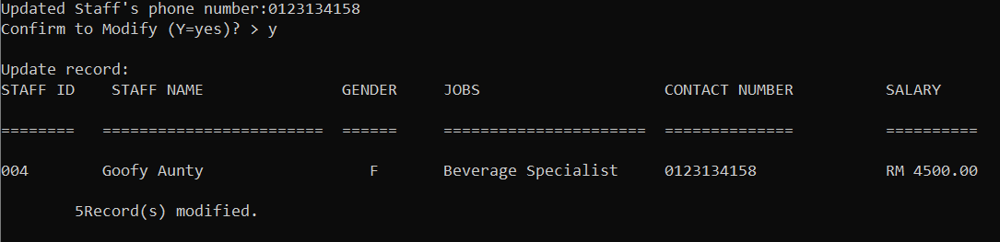 Updated Staff's phone number:0123134158
Confirm to Modify (Y=yes)? > y
Update record:
STAFF ID    STAFF NAME               GENDER     JOBS                    CONTACT NUMBER          SALARY
========   ========================  ======     ======================  ==============          ==========
004        Goofy Aunty                  F       Beverage Specialist     0123134158              RM 4500.00
        5Record(s) modified.